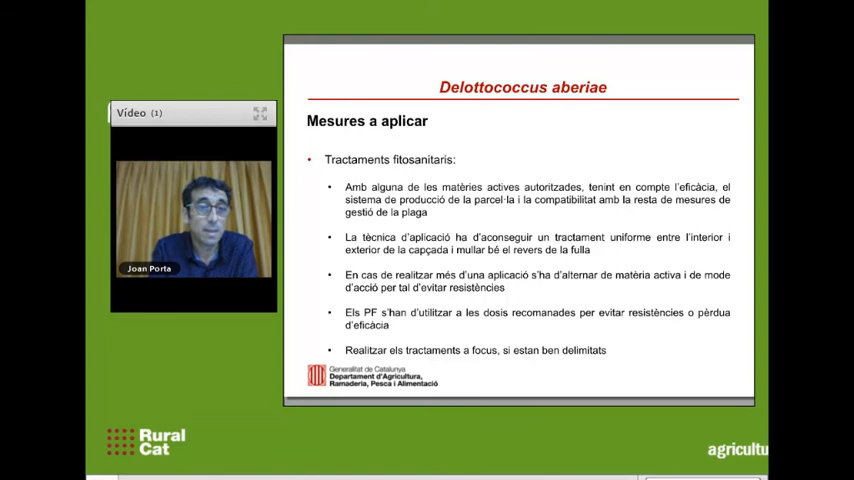 Delottococcus aberiae
Vídeo (1)
Mesures a aplicar
Tractaments fitosanitaris:
Amb alguna de les matèries actives autoritzades, tenint en compte l'eficàcia, el
sistema de producció de la parcel·la i la compatibilitat amb la resta de mesures de
gestió de la plaga
La tècnica d'aplicació ha d'aconseguir un tractament uniforme entre l'interior i
exterior de la capçada i mullar bé el revers de la fulla
En cas de realitzar més d'una aplicació s'ha d'alternar de matèria activa i de mode
d'acció per tal d'evitar resistències
Els PF s'han d'utilitzar a les dosis recomanades per evitar resistències o pèrdua
d'eficàcia
Realitzar els tractaments a focus, si estan ben delimitats
Joan Porta
Generalitat de Catalunya
Departament d'Agricultura,
Ramaderia, Pesca i Alimentació
Rural
Cat
agricultu